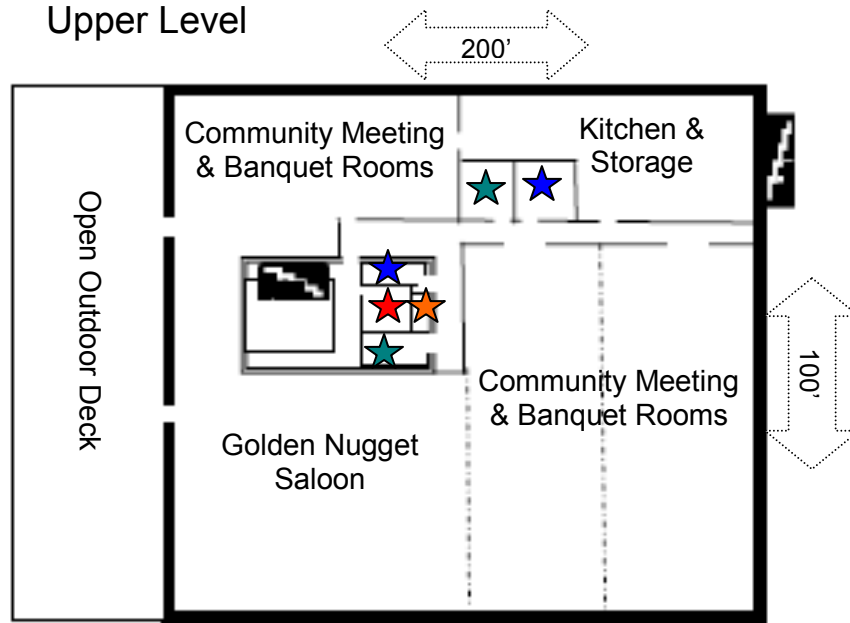 Upper Level
200’
Community Meeting
& Banquet Rooms
Kitchen &
Storage
Open Outdoor Deck
Community Meeting
& Banquet Rooms
100’
Golden Nugget
Saloon